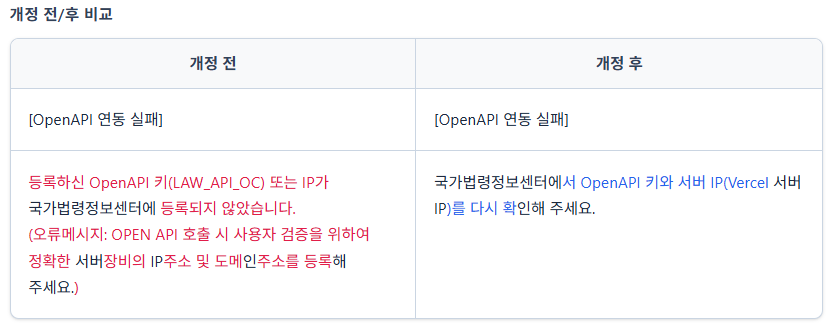 개정 전/후 비교
개정 전
개정 후
[OpenAPI 연동 실패]
[OpenAPI 연동 실패]
등록하신 OpenAPI 키(LAW_API_OC) 또는 IP가
국가법령정보센터에 등록되지 않았습니다.
(오류메시지: OPEN API 호출 시 사용자 검증을 위하여
정확한 서버장비의 IP주소 및 도메인주소를 등록해
주세요.)
국가법령정보센터에서 OpenAPI 키와 서버 IP(Vercel 서버
IP)를 다시 확인해 주세요.